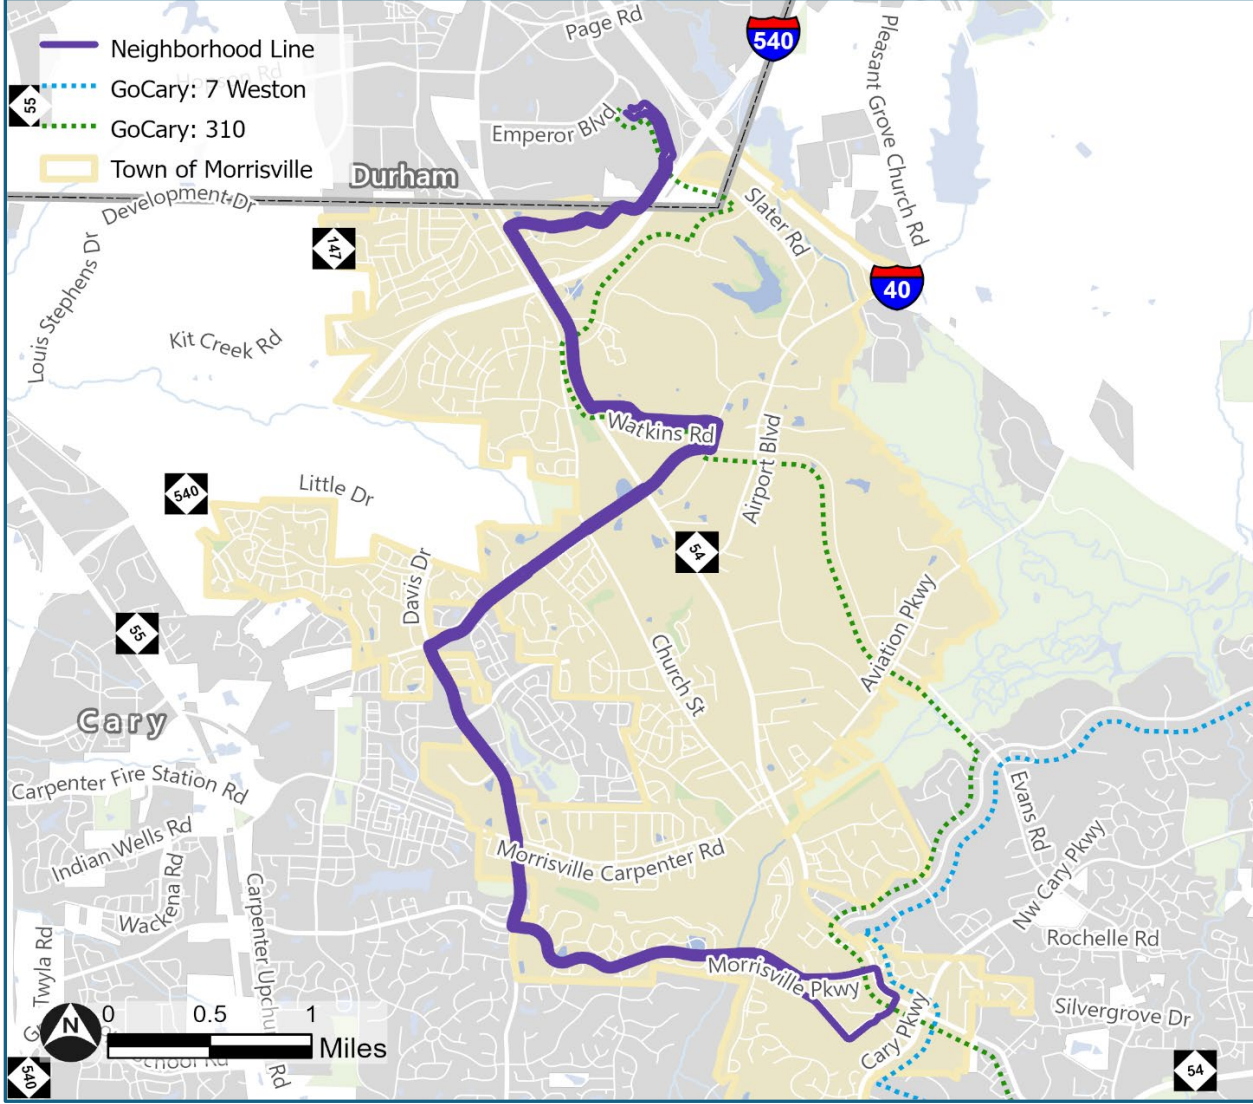 Neighborhood Line
GoCary: 7 Weston
GoCary: 310
Town of Morrisville
Page Rd
540
Pleasant Grove Church Rd
55
Emperor Blvd
Durham
Development Dr
Slater Rd
147
40
Louis Stephens Dr
Kit Creek Rd
Watkins Rd
Airport Blvd
540
Little Dr
54
Davis Dr
55
Aviation Pkwy
Church St
Cary
Carpenter Fire Station Rd
Evans Rd
Indian Wells Rd
Morrisville Carpenter Rd
Nw Cary Pkwy
Wackena Rd
Carpenter Upchurch Rd
Rochelle Rd
Twyla Rd
Morrisville Pkwy
Silvergrove Dr
Cary Pkwy
N
0 0.5 1
Miles
School Rd
540
54